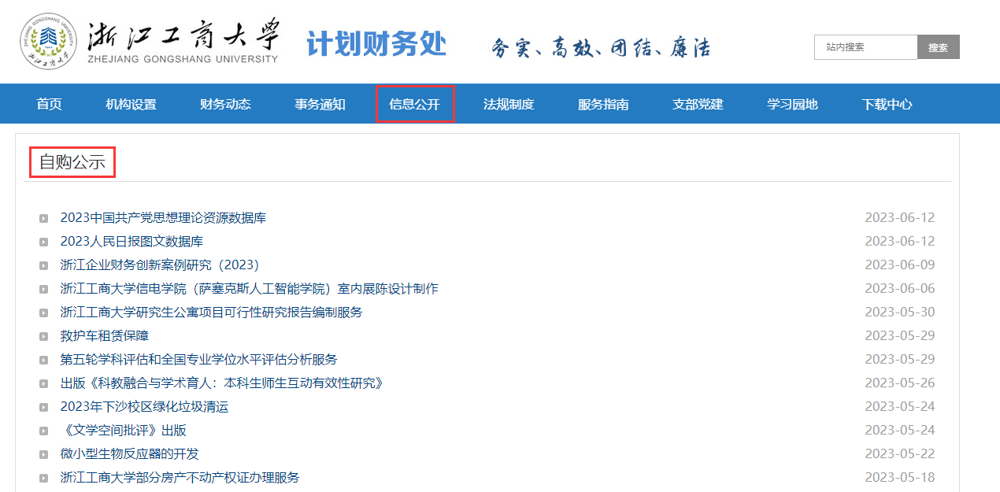 浙江工商大学
ZHEJIANG GONGSHANG UNIVERSITY
计划财务处
务实、高效、团结、廉洁
站内搜索 搜索
首页 机构设置 财务动态 事务通知 信息公开 法规制度 服务指南 支部党建 学习园地 下载中心
自购公示
2023中国共产党思想理论资源数据库 2023-06-12
2023人民日报图文数据库 2023-06-12
浙江企业财务创新案例研究（2023） 2023-06-09
浙江工商大学信电学院（萨塞克斯人工智能学院）室内展陈设计制作 2023-06-06
浙江工商大学研究生公寓项目可行性研究报告编制服务 2023-05-30
救护车租赁保障 2023-05-29
第五轮学科评估和全国专业学位水平评估分析服务 2023-05-29
出版《科教融合与学术育人：本科生师生互动有效性研究》 2023-05-26
2023年下沙校区绿化垃圾清运 2023-05-24
《文学空间批评》出版 2023-05-24
微小型生物反应器的开发 2023-05-22
浙江工商大学部分房产不动产权证办理服务 2023-05-18